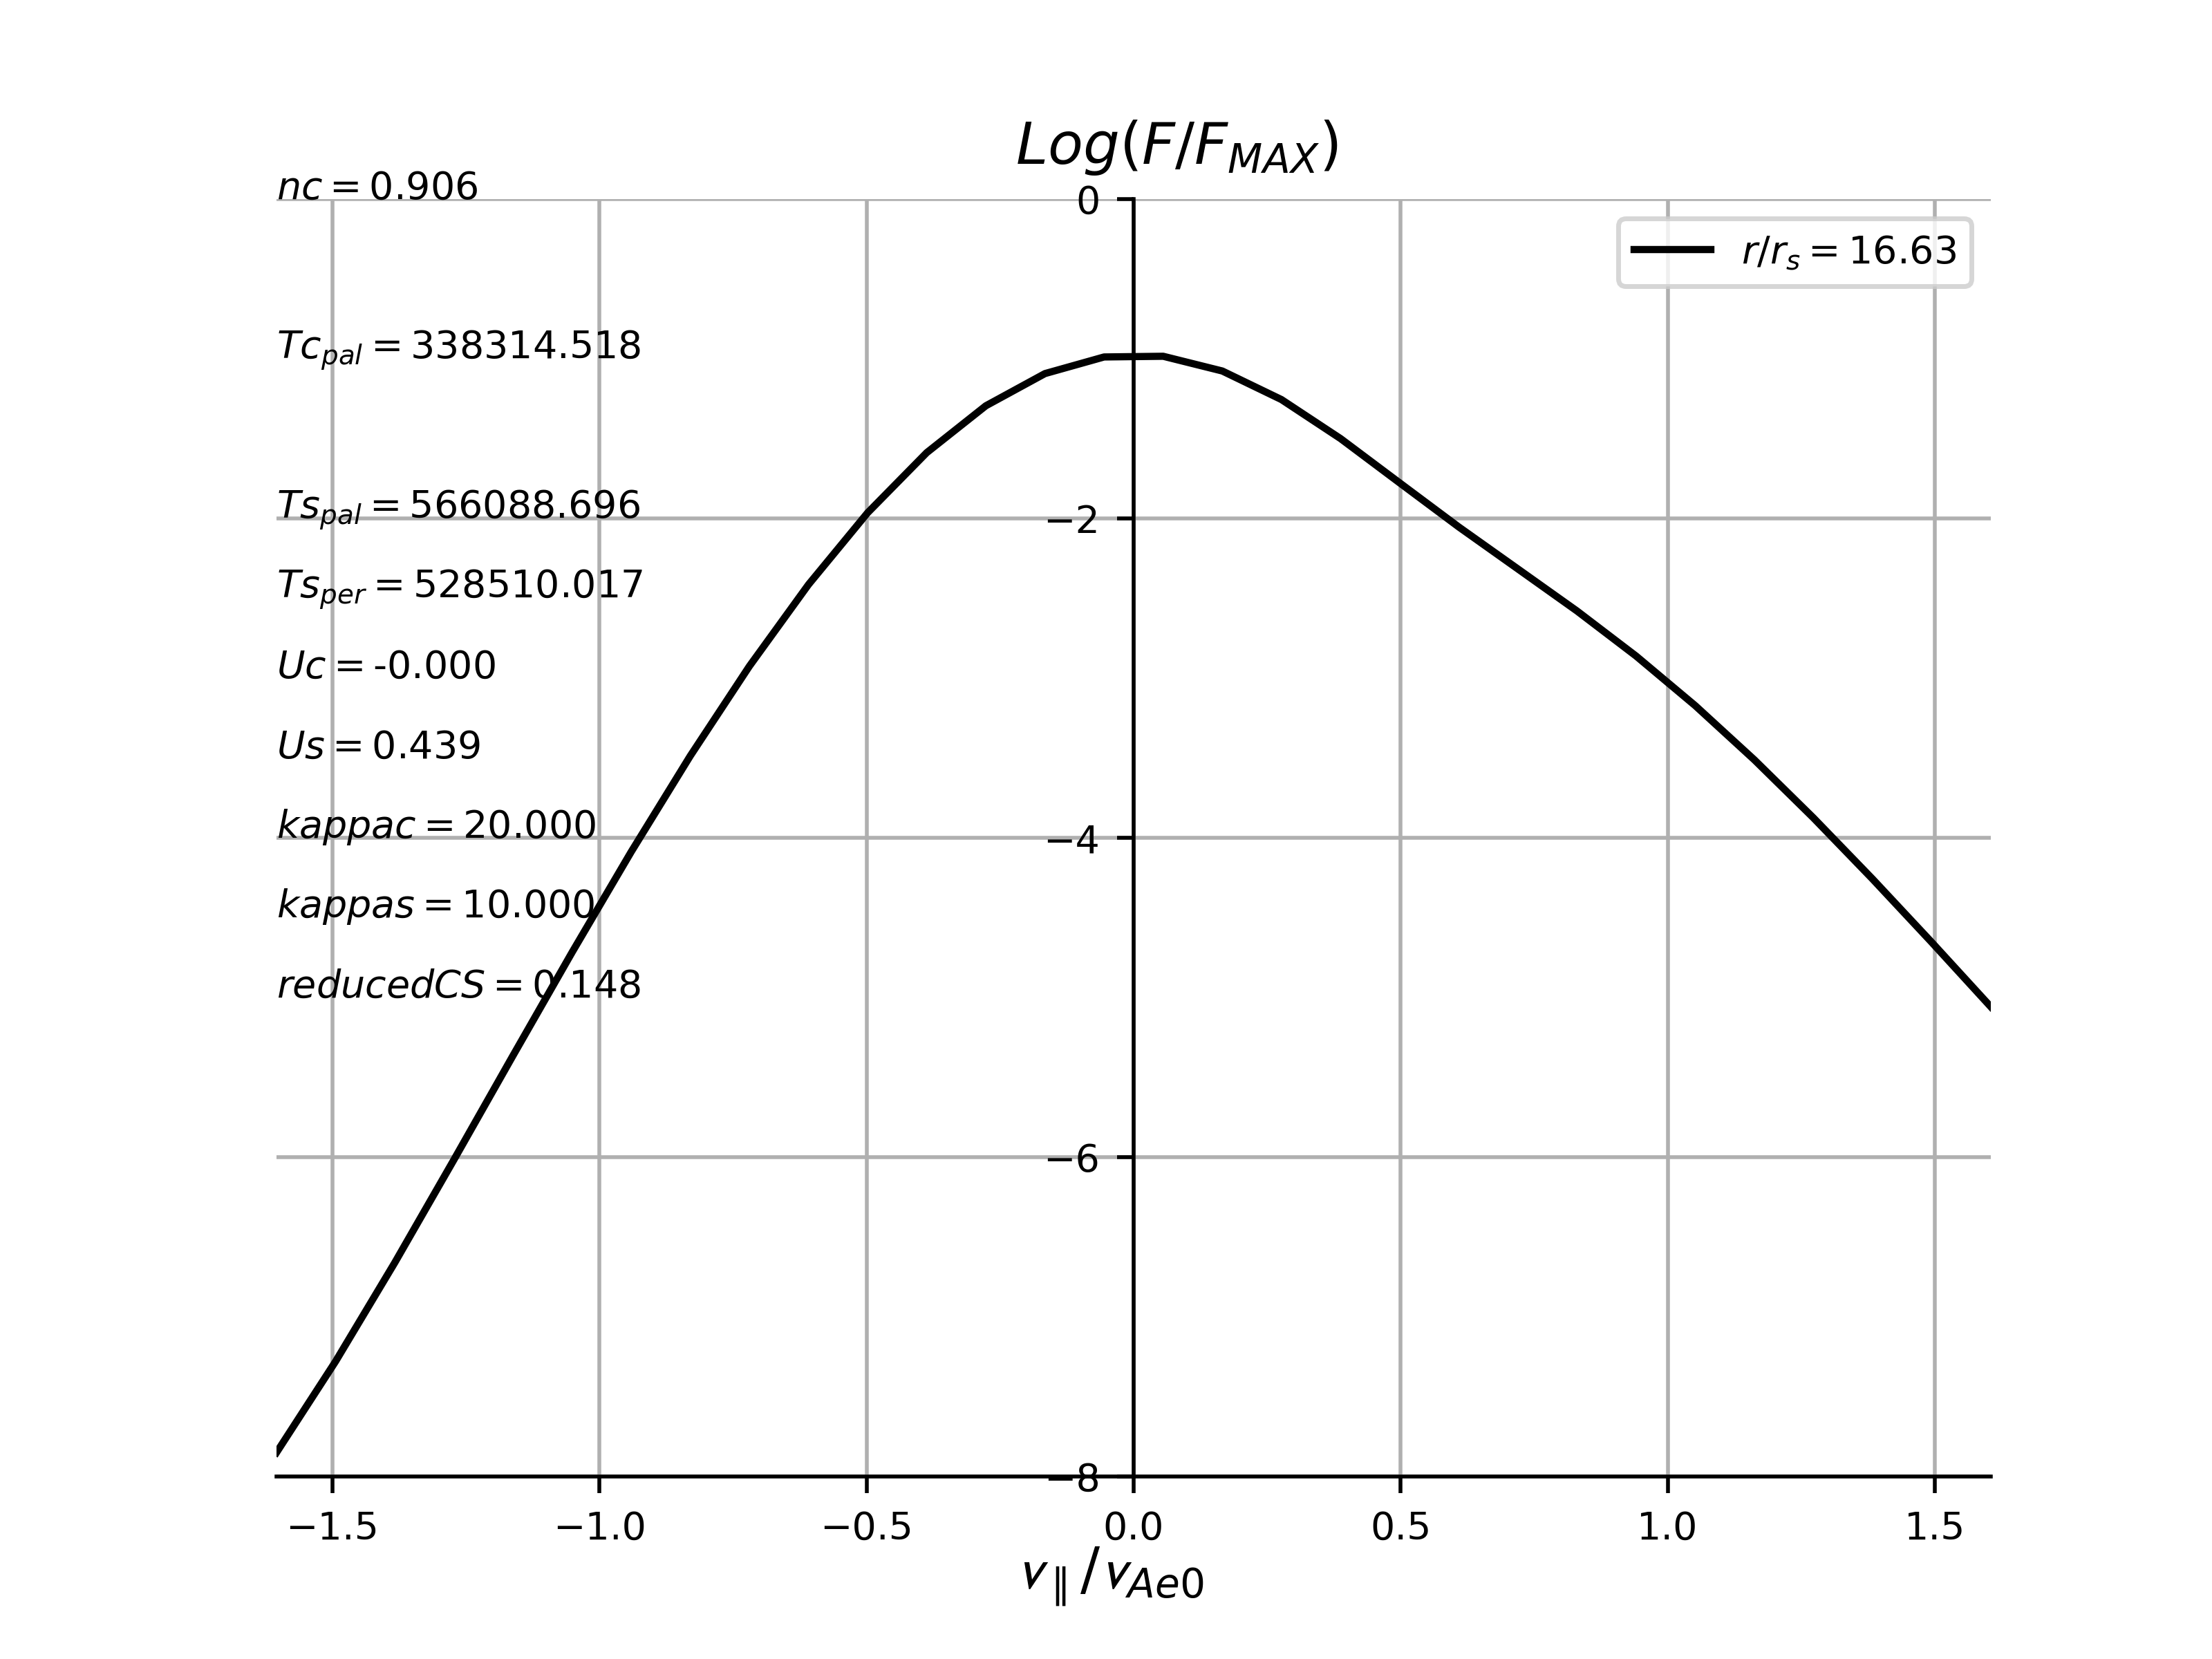 Log(F/F_MAX)
nc = 0.906
0
r/r_s = 16.63
Tc_pal = 338314.518
Ts_pal = 566088.696
−2
Ts_per = 528510.017
Uc = -0.000
Us = 0.439
kappac = 20.000
−4
kappas = 10.000
reducedCS = 0.148
−6
−8
−1.5 −1.0 −0.5 0.0 0.5 1.0 1.5
v_∥/v_Ae0